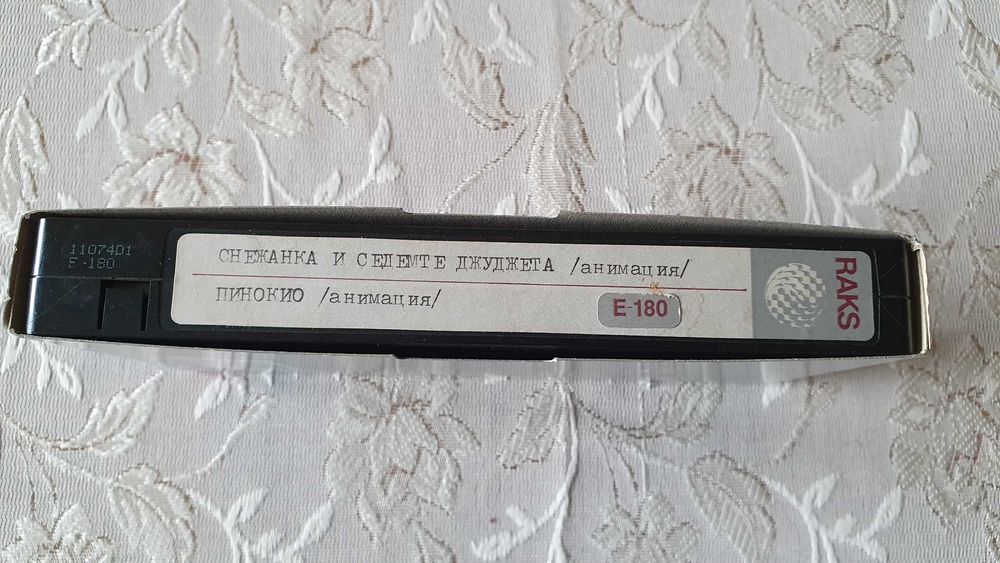 11074D1
E-180
СНЕЖАНКА И СЕДЕМТЕ ДЖУДЖЕТА /анимация/
ПИНОКИО /анимация/
E-180
RAKS